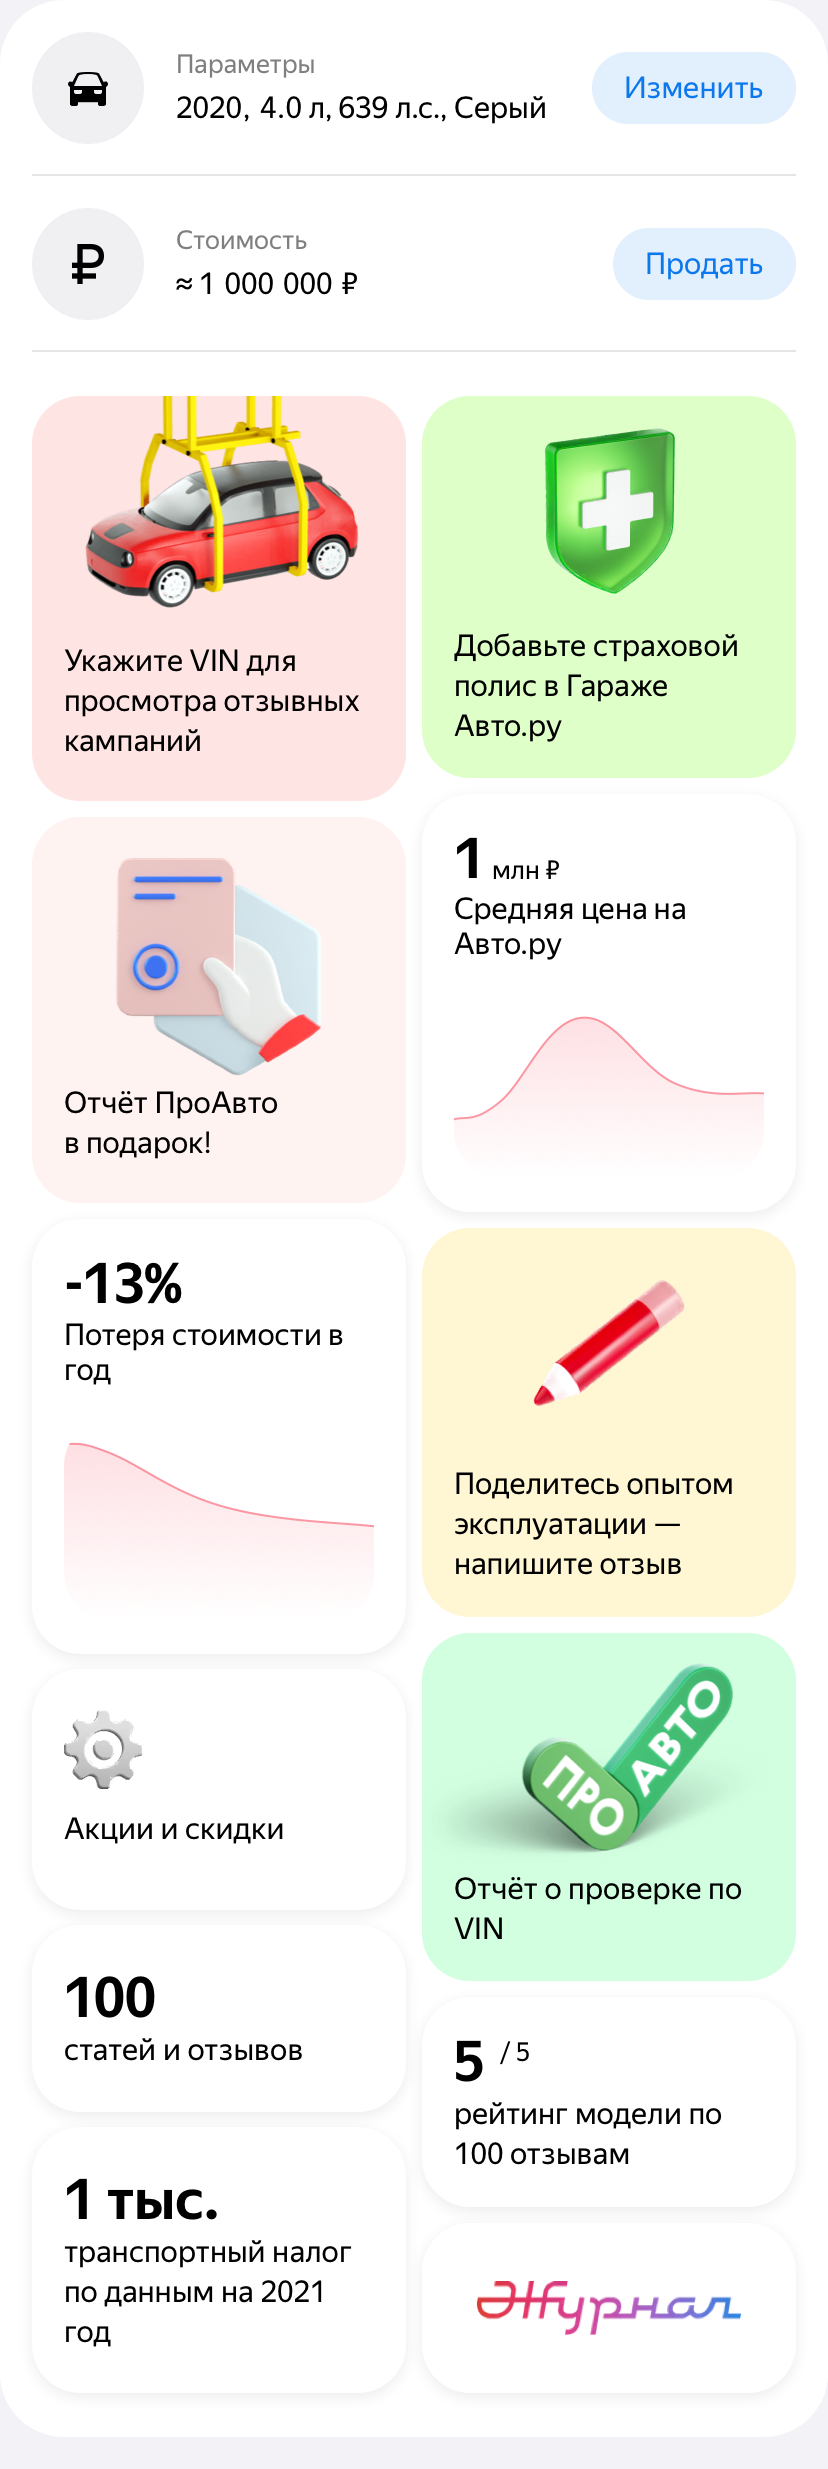 Параметры
2020, 4.0 л, 639 л.с., Серый
Изменить
₽
Стоимость
≈ 1 000 000 ₽
Продать
Укажите VIN для
просмотра отзывных
кампаний
Добавьте страховой
полис в Гараже
Авто.ру
Отчёт ПроАвто
в подарок!
1 млн ₽
Средняя цена на
Авто.ру
-13%
Потеря стоимости в
год
Поделитесь опытом
эксплуатации —
напишите отзыв
Акции и скидки
ПРО АВТО
Отчёт о проверке по
VIN
100
статей и отзывов
5 / 5
рейтинг модели по
100 отзывам
1 тыс.
транспортный налог
по данным на 2021
год
Журнал